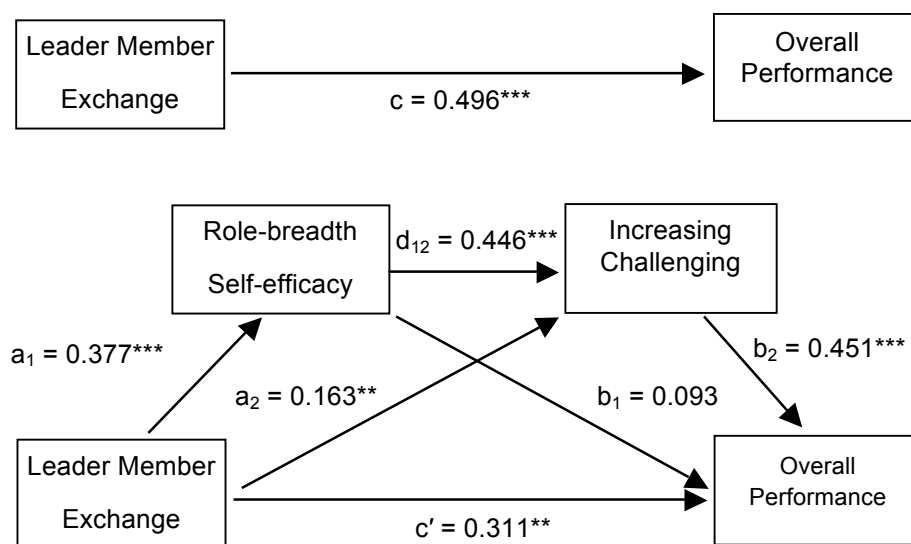 Leader Member
Exchange
Overall
Performance
c = 0.496***
Role-breadth
Self-efficacy
d₁₂ = 0.446***
Increasing
Challenging
a₁ = 0.377***
a₂ = 0.163**
b₁ = 0.093
b₂ = 0.451***
Leader Member
Exchange
c′ = 0.311**
Overall
Performance